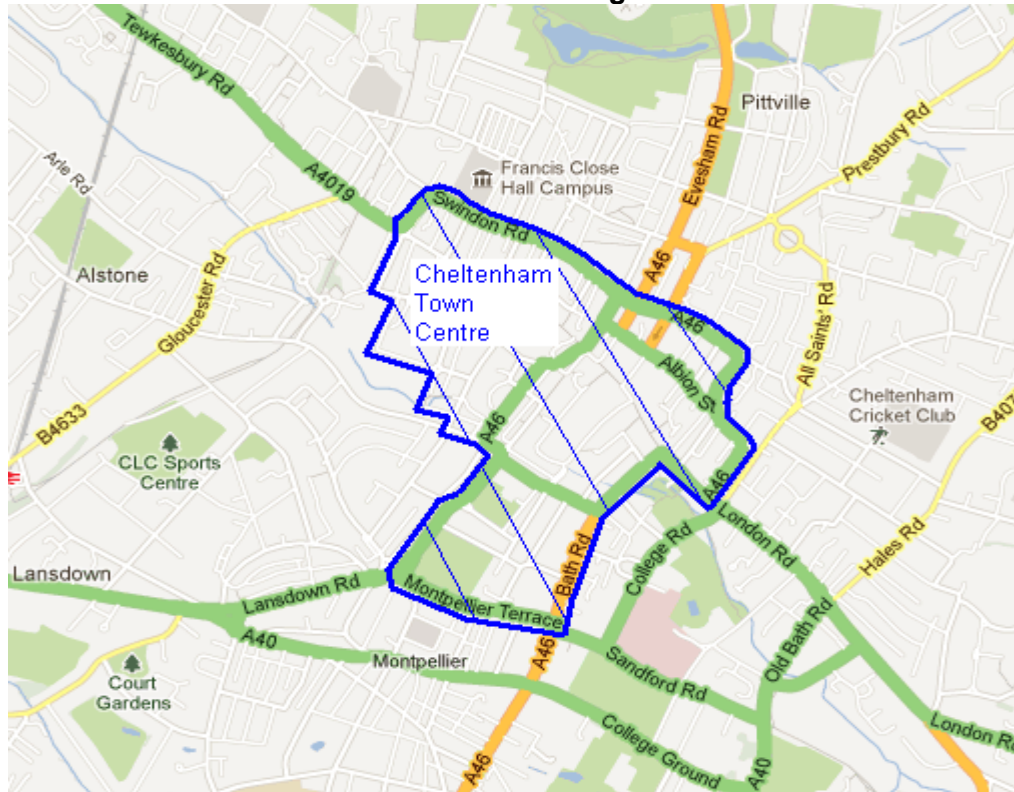 Tewkesbury Rd
Pittville
Evesham Rd
Prestbury Rd
Arle Rd
A4019
Francis Close
Hall Campus
Swindon Rd
Alstone
Gloucester Rd
A46
Cheltenham
Town
Centre
A46
All Saints' Rd
Albion St
Cheltenham
Cricket Club
B407
B4633
A46
CLC Sports
Centre
A46
London Rd
College Rd
Hales Rd
Bath Rd
Lansdown
Lansdown Rd
Montpellier Terrace
Old Bath Rd
A40
Montpellier
A46
Sandford Rd
Court
Gardens
College Ground
London Ro
A46
A40